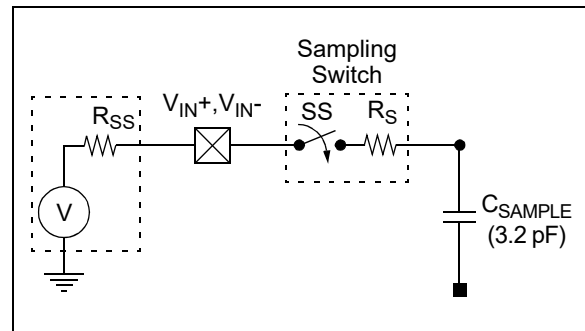 Sampling
Switch
VIN+,VIN-
RSS
SS
RS
V
CSAMPLE
(3.2 pF)